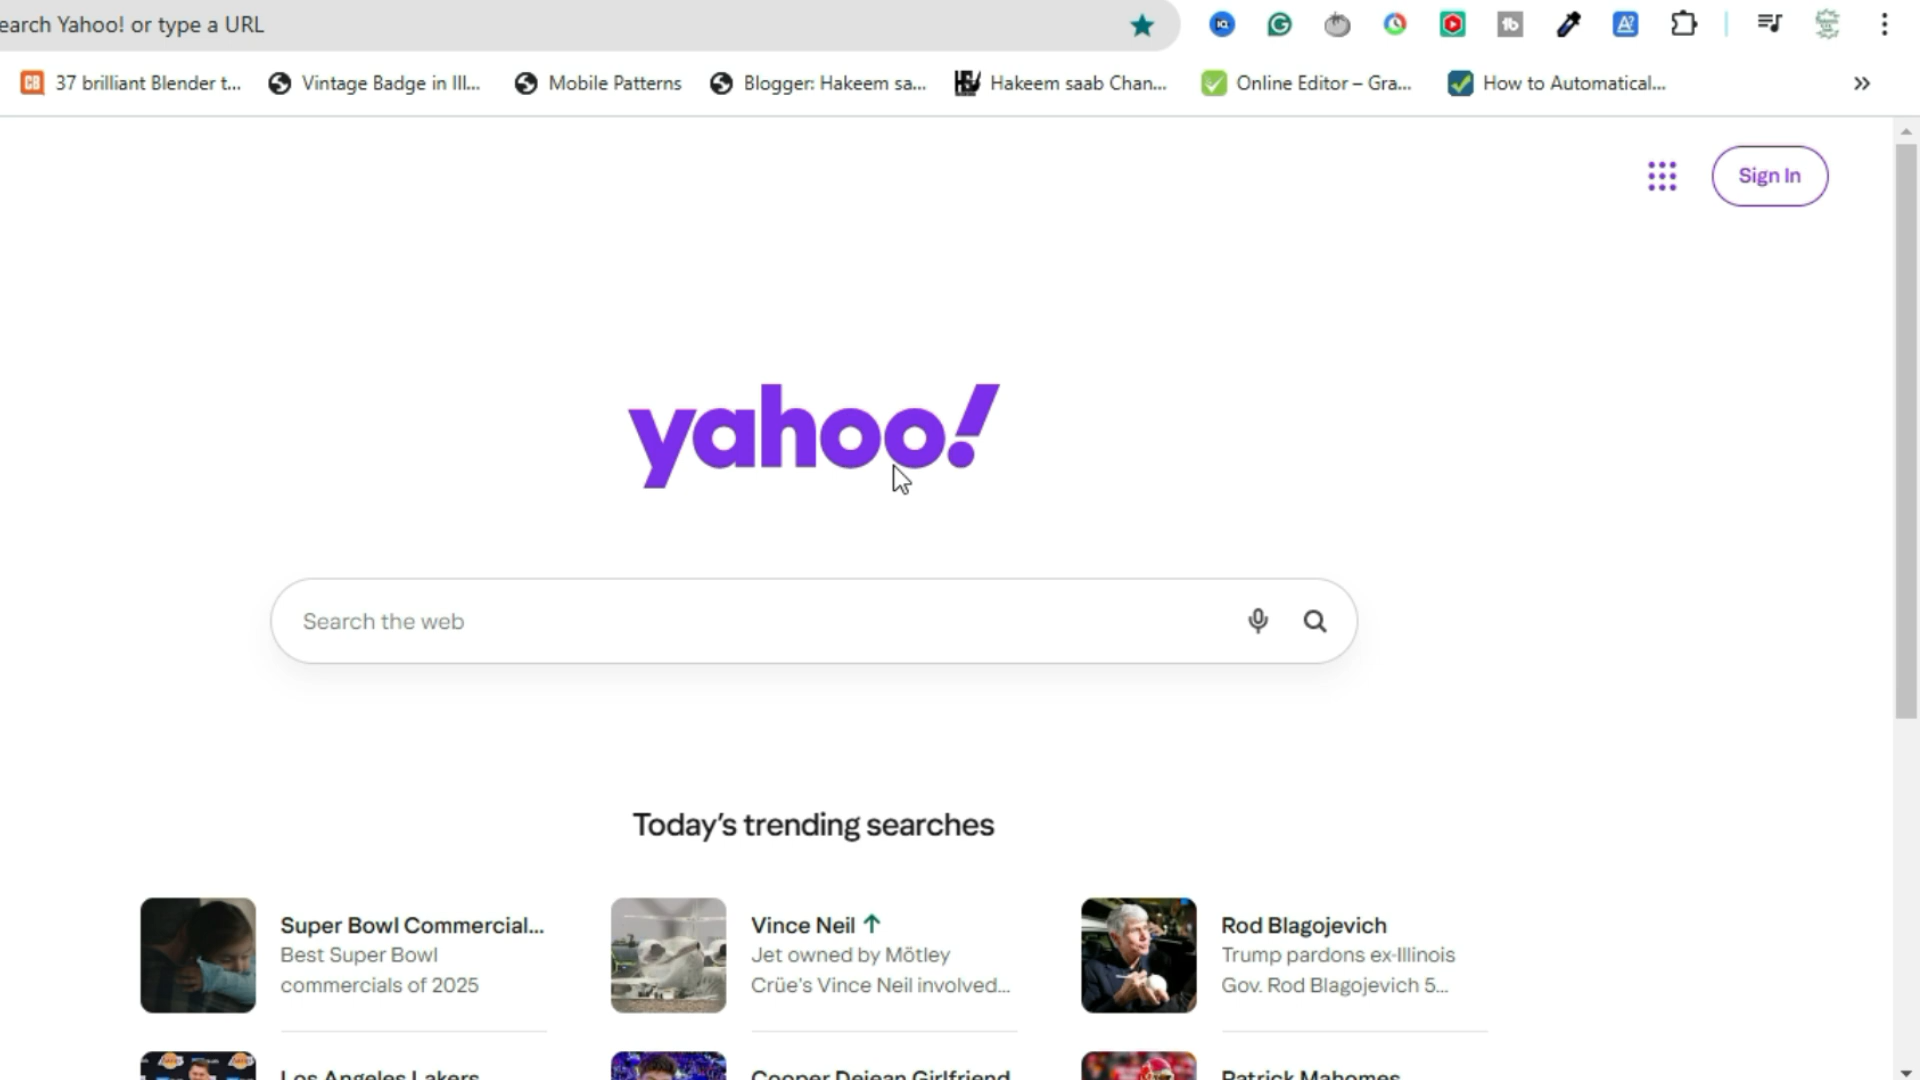 earch Yahoo! or type a URL
37 brilliant Blender t...
Vintage Badge in Ill...
Mobile Patterns
Blogger: Hakeem sa...
Hakeem saab Chan...
Online Editor – Gra...
How to Automatical...
Sign In
yahoo!
Search the web
Today's trending searches
Super Bowl Commercial...
Best Super Bowl
commercials of 2025
Vince Neil
Jet owned by Mötley
Crüe's Vince Neil involved...
Rod Blagojevich
Trump pardons ex-Illinois
Gov. Rod Blagojevich 5...
Los Angeles Lakers
Cooper Dejean Girlfriend
Patrick Mahomes